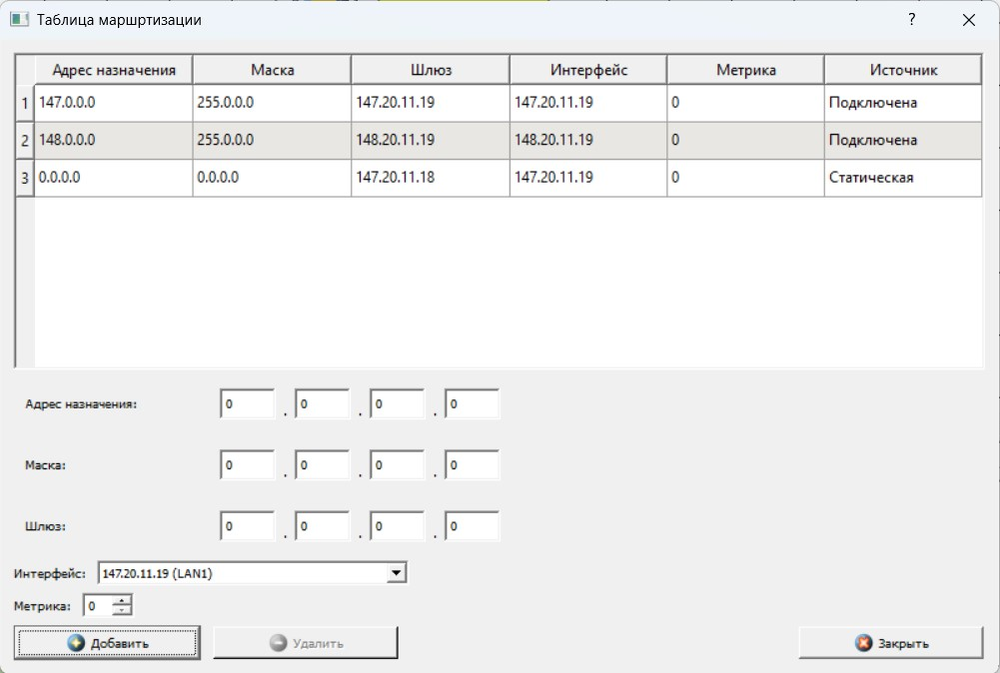 Таблица маршртизации ?
Адрес назначения Маска Шлюз Интерфейс Метрика Источник
1 147.0.0.0 255.0.0.0 147.20.11.19 147.20.11.19 0 Подключена
2 148.0.0.0 255.0.0.0 148.20.11.19 148.20.11.19 0 Подключена
3 0.0.0.0 0.0.0.0 147.20.11.18 147.20.11.19 0 Статическая
Адрес назначения: 0 . 0 . 0 . 0
Маска: 0 . 0 . 0 . 0
Шлюз: 0 . 0 . 0 . 0
Интерфейс: 147.20.11.19 (LAN1)
Метрика: 0
Добавить Удалить Закрыть